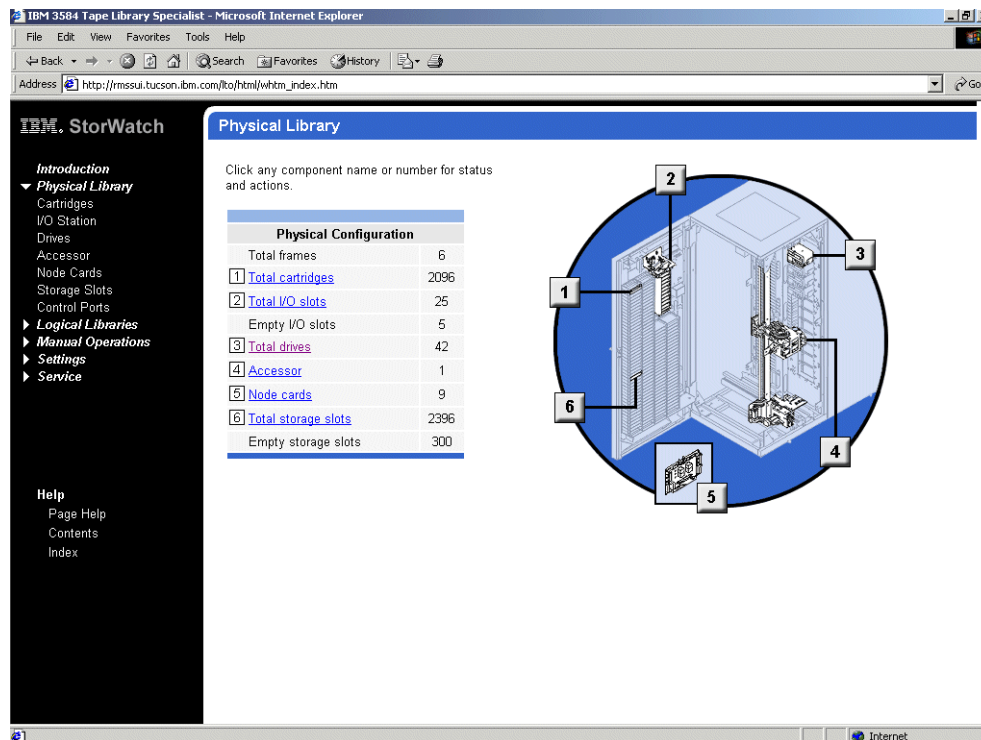 IBM 3584 Tape Library Specialist - Microsoft Internet Explorer
File Edit View Favorites Tools Help
Back Search Favorites History
Address http://rmssui.tucson.ibm.com/lto/html/whtm_index.htm Go
IBM. StorWatch
Physical Library
Introduction
Physical Library
Cartridges
I/O Station
Drives
Accessor
Node Cards
Storage Slots
Control Ports
Logical Libraries
Manual Operations
Settings
Service
Help
Page Help
Contents
Index
Click any component name or number for status
and actions.
Physical Configuration
Total frames 6
1 Total cartridges 2096
2 Total I/O slots 25
Empty I/O slots 5
3 Total drives 42
4 Accessor 1
5 Node cards 9
6 Total storage slots 2396
Empty storage slots 300
2
3
1
6
4
5
Internet